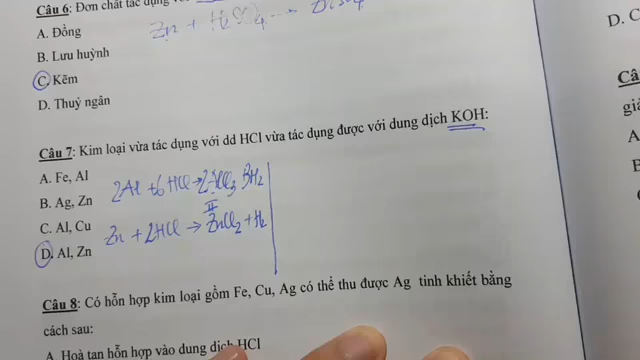 Câu 6: Đơn chất tác dụng với
Zn + H₂SO₄
A. Đồng
B. Lưu huỳnh
C. Kẽm
D. Thuỷ ngân
Câu 7: Kim loại vừa tác dụng với dd HCl vừa tác dụng được với dung dịch KOH:
A. Fe, Al
2Al + 6HCl → 2AlCl₃ 3H₂
B. Ag, Zn
II
C. Al, Cu
Zn + 2HCl → ZnCl₂ + H₂
D. Al, Zn
Câu 8: Có hỗn hợp kim loại gồm Fe, Cu, Ag có thể thu được Ag tinh khiết bằng
cách sau:
A. Hoà tan hỗn hợp vào dung dịch HCl
D. C
Câ
giá
A
B